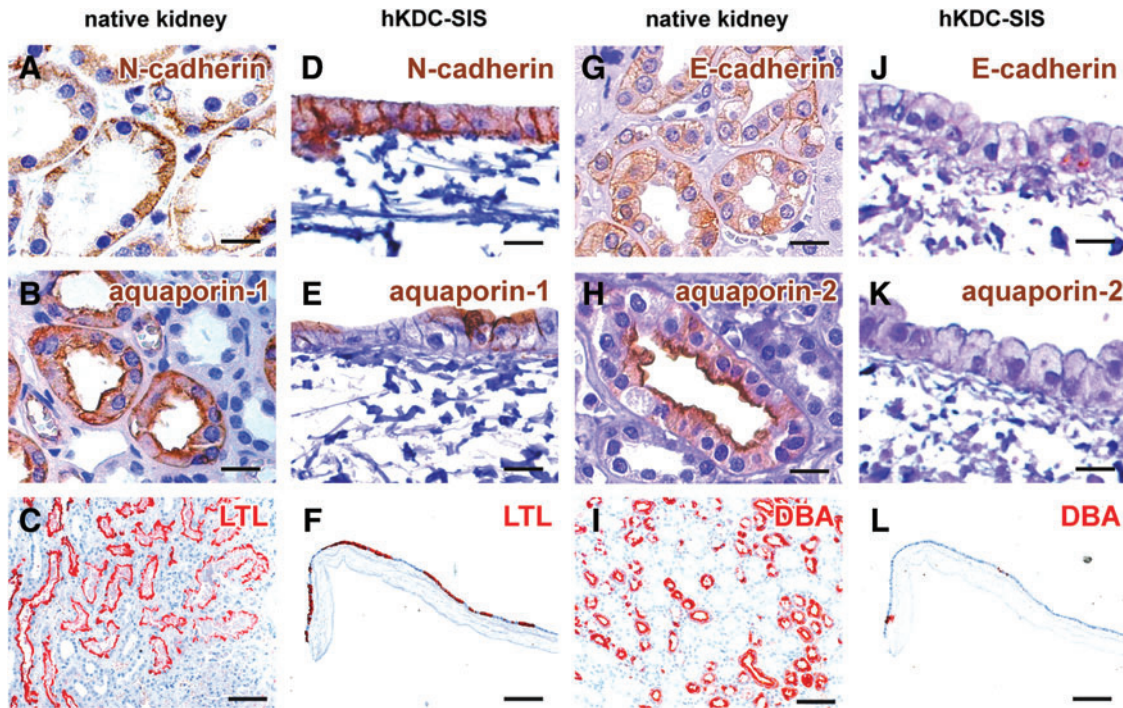 native kidney
hKDC-SIS
native kidney
hKDC-SIS
A
N-cadherin
D
N-cadherin
G
E-cadherin
J
E-cadherin
B
aquaporin-1
E
aquaporin-1
H
aquaporin-2
K
aquaporin-2
C
LTL
F
LTL
I
DBA
L
DBA